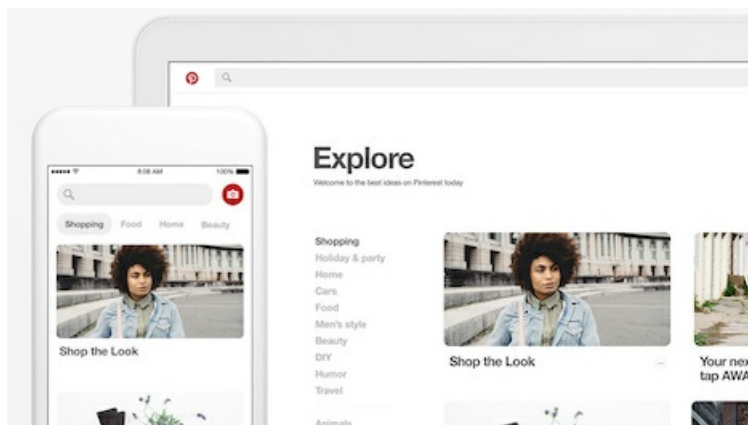 8:08 AM
100%
Shopping Food Home Beauty
Shop the Look
Explore
Welcome to the best ideas on Pinterest today
Shopping
Holiday & party
Home
Cars
Food
Men's style
Beauty
DIY
Humor
Travel
Animals
Shop the Look
Your nex
tap AWA